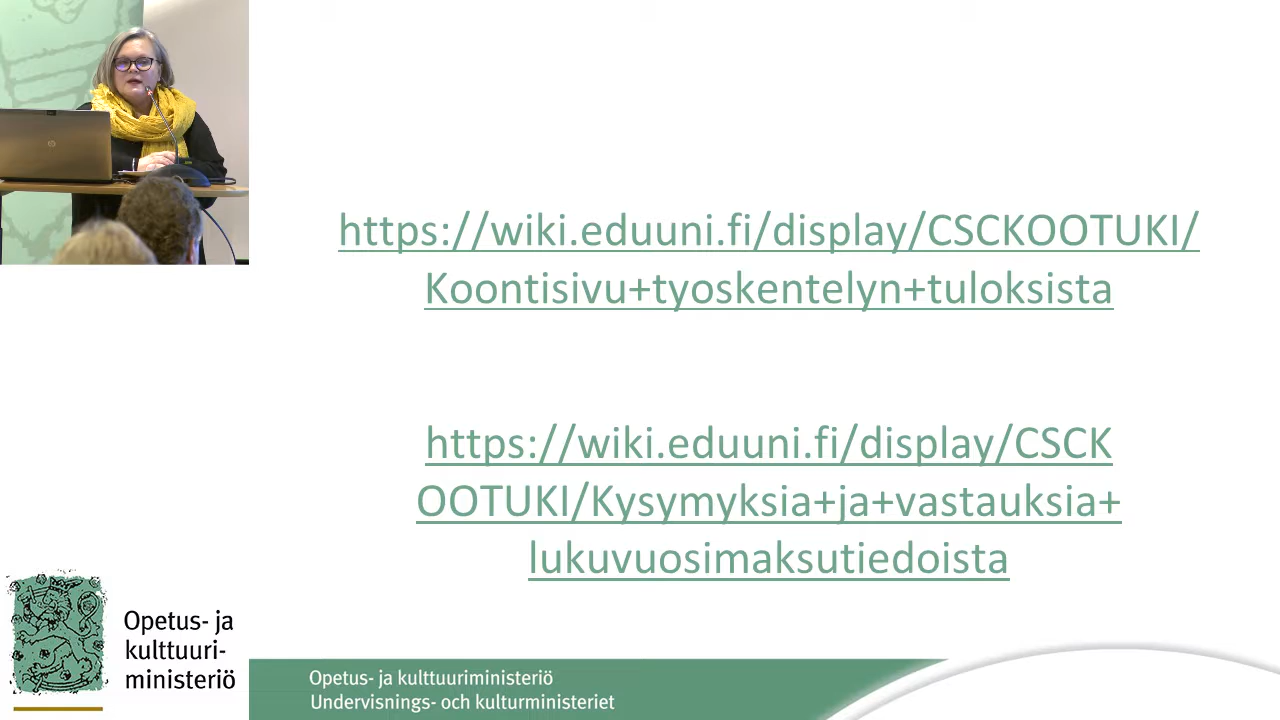 https://wiki.eduuni.fi/display/CSCKOOTUKI/
Koontisivu+tyoskentelyn+tuloksista
https://wiki.eduuni.fi/display/CSCK
OOTUKI/Kysymyksia+ja+vastauksia+
lukuvuosimaksutiedoista
Opetus- ja
kulttuuri-
ministeriö
Opetus- ja kulttuuriministeriö
Undervisnings- och kulturministeriet